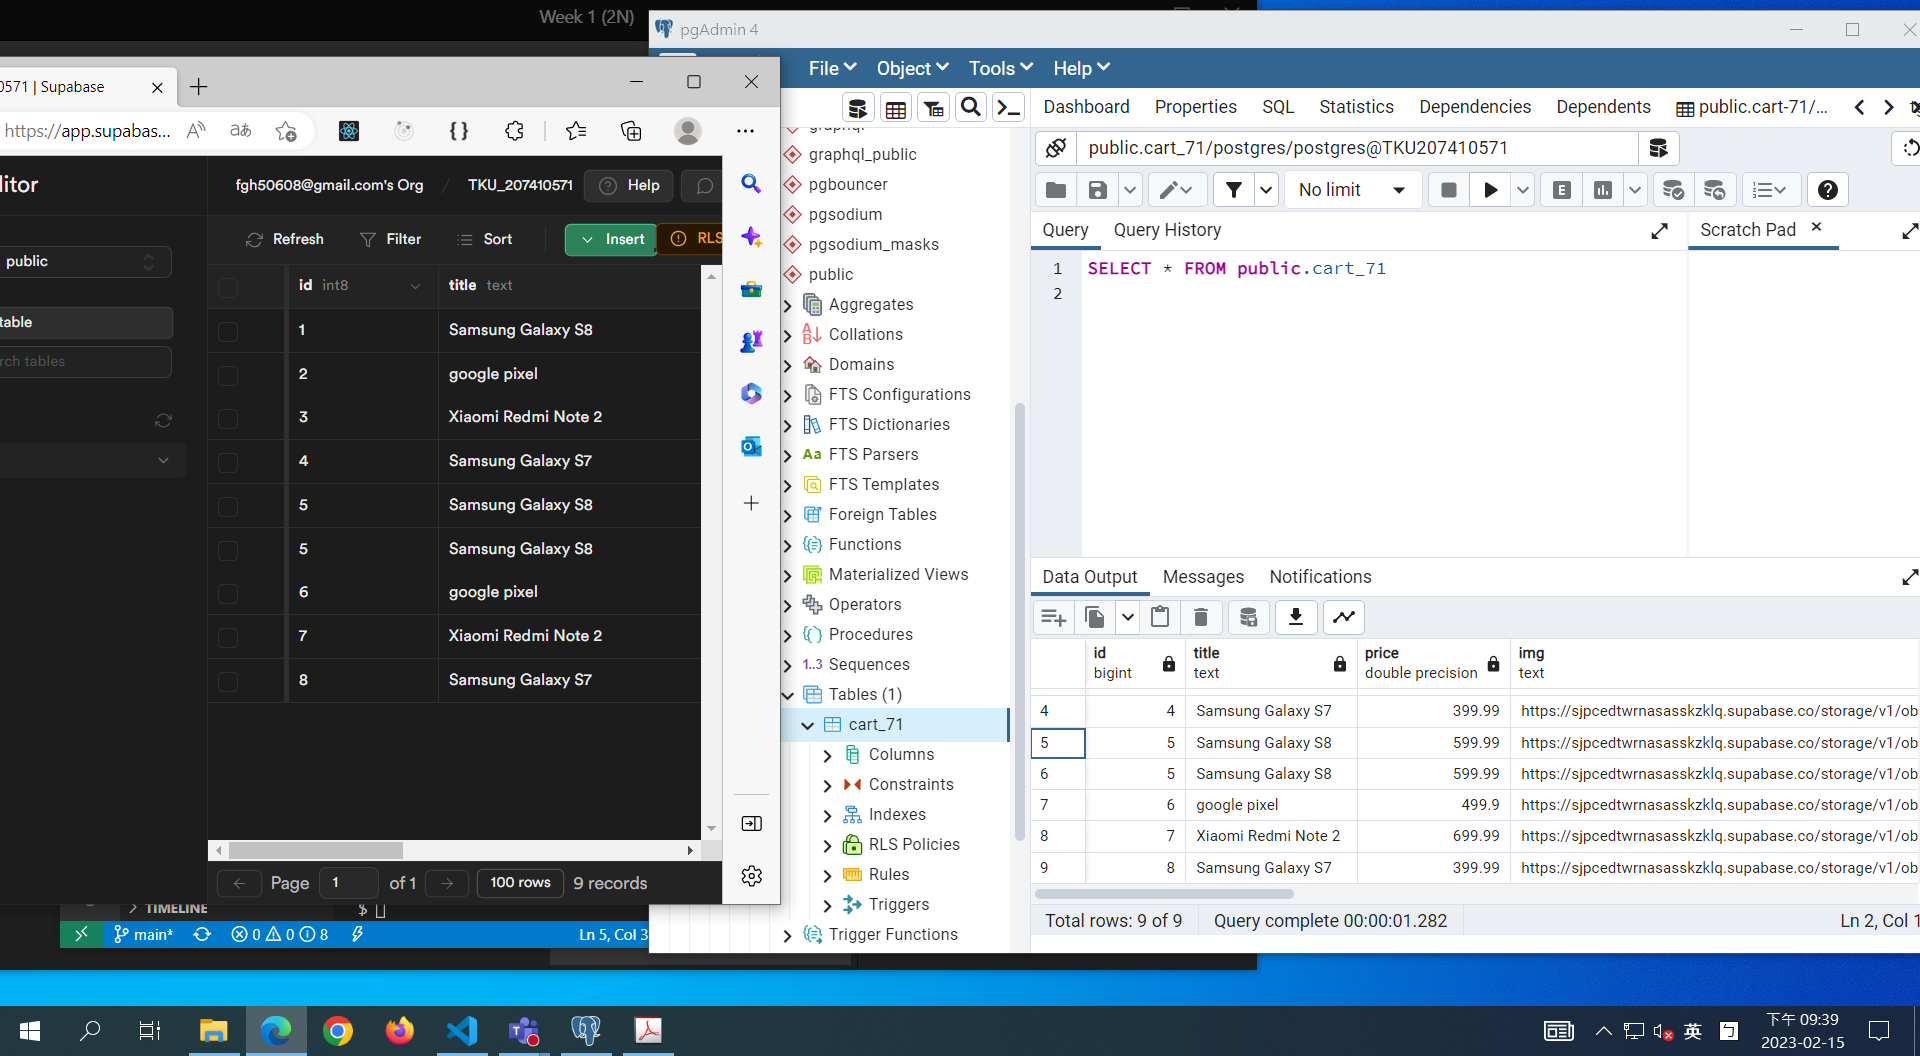 Week 1 (2N)
pgAdmin 4
File Object Tools Help
0571 | Supabase
https://app.supabas...
Dashboard Properties SQL Statistics Dependencies Dependents public.cart-71/...
public.cart_71/postgres/postgres@TKU207410571
No limit
Query Query History Scratch Pad
1 SELECT * FROM public.cart_71
2
itor
fgh50608@gmail.com's Org / TKU_207410571 Help
Refresh Filter Sort Insert RLS
public
table
rch tables
id int8 title text
1 Samsung Galaxy S8
2 google pixel
3 Xiaomi Redmi Note 2
4 Samsung Galaxy S7
5 Samsung Galaxy S8
5 Samsung Galaxy S8
6 google pixel
7 Xiaomi Redmi Note 2
8 Samsung Galaxy S7
Page 1 of 1 100 rows 9 records
graphql_public
pgbouncer
pgsodium
pgsodium_masks
public
Aggregates
Collations
Domains
FTS Configurations
FTS Dictionaries
Aa FTS Parsers
FTS Templates
Foreign Tables
Functions
Materialized Views
Operators
Procedures
1..3 Sequences
Tables (1)
cart_71
Columns
Constraints
Indexes
RLS Policies
Rules
Triggers
Trigger Functions
Data Output Messages Notifications
id title price img
bigint text double precision text
4 4 Samsung Galaxy S7 399.99 https://sjpcedtwrnasasskzklq.supabase.co/storage/v1/ob
5 5 Samsung Galaxy S8 599.99 https://sjpcedtwrnasasskzklq.supabase.co/storage/v1/ob
6 5 Samsung Galaxy S8 599.99 https://sjpcedtwrnasasskzklq.supabase.co/storage/v1/ob
7 6 google pixel 499.9 https://sjpcedtwrnasasskzklq.supabase.co/storage/v1/ob
8 7 Xiaomi Redmi Note 2 699.99 https://sjpcedtwrnasasskzklq.supabase.co/storage/v1/ob
9 8 Samsung Galaxy S7 399.99 https://sjpcedtwrnasasskzklq.supabase.co/storage/v1/ob
Total rows: 9 of 9 Query complete 00:00:01.282 Ln 2, Col 1
TIMELINE
$
main* 0 0 8 Ln 5, Col 3
英 下午 09:39
2023-02-15